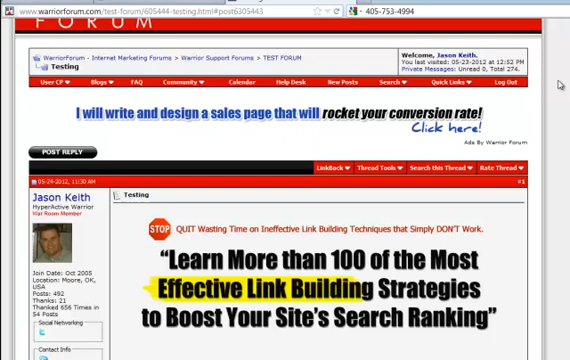 www.warriorforum.com/test-forum/605444-testing.html#post6305443
405-753-4994
FORUM
WarriorForum - Internet Marketing Forums > Warrior Support Forums > TEST FORUM
Testing
Welcome, Jason Keith.
You last visited: 05-23-2012 at 12:52 PM
Private Messages: Unread 0, Total 274.
User CP Blogs FAQ Community Calendar Help Desk New Posts Search Quick Links Log Out
I will write and design a sales page that will rocket your conversion rate!
Click here!
Ads By Warrior Forum
POST REPLY
LinkBack Thread Tools Search this Thread Rate Thread
05-24-2012, 11:30 AM
#1
Jason Keith
HyperActive Warrior
War Room Member
Join Date: Oct 2005
Location: Moore, OK,
USA
Posts: 492
Thanks: 21
Thanked 656 Times in
54 Posts
Social Networking
Contact Info
Testing
STOP QUIT Wasting Time on Ineffective Link Building Techniques that Simply DON'T Work.
“Learn More than 100 of the Most
Effective Link Building Strategies
to Boost Your Site’s Search Ranking”